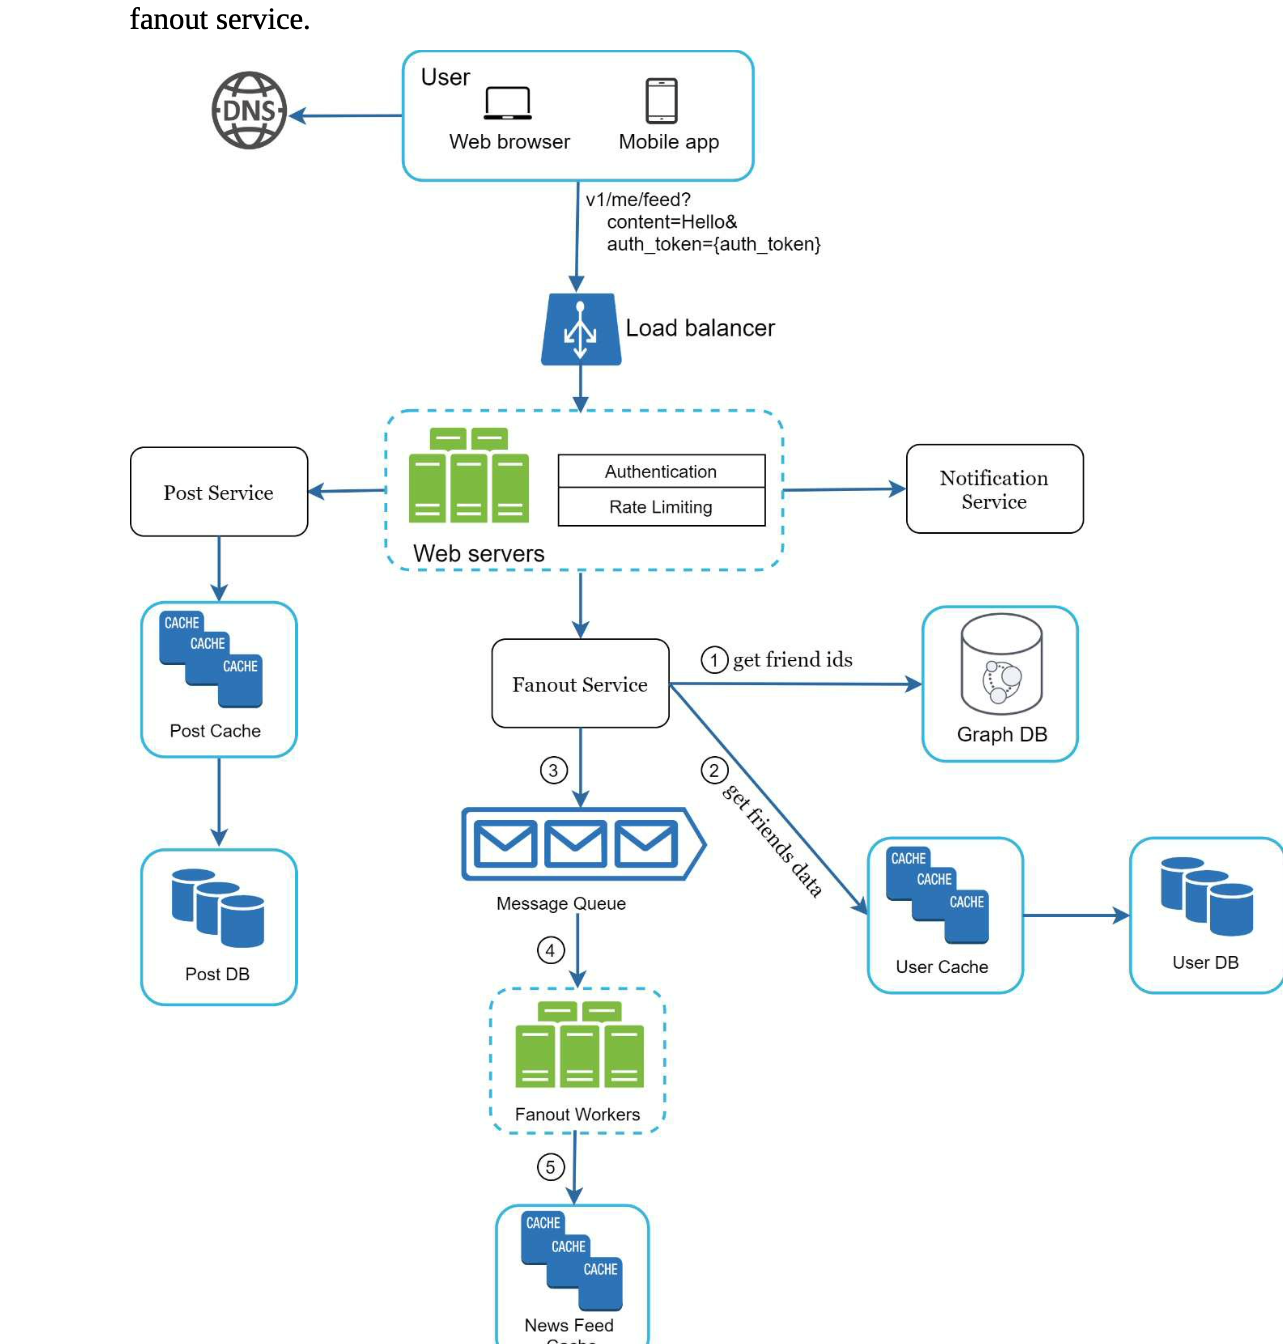 fanout service.
User
DNS
Web browser
Mobile app
v1/me/feed?
content=Hello&
auth_token={auth_token}
Load balancer
Authentication
Rate Limiting
Web servers
Post Service
Notification
Service
CACHE
CACHE
CACHE
Post Cache
Fanout Service
1 get friend ids
Graph DB
2 get friends data
3
Message Queue
Post DB
CACHE
CACHE
CACHE
User Cache
User DB
4
Fanout Workers
5
CACHE
CACHE
CACHE
News Feed
Cache